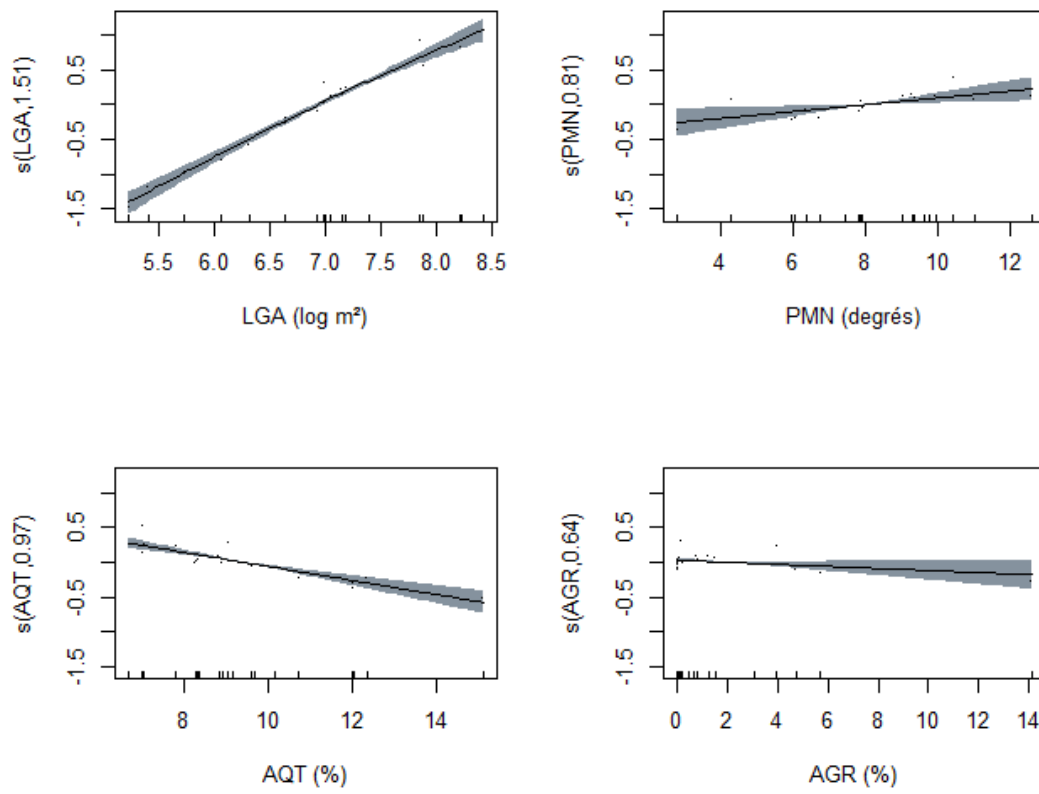 s(LGA,1.51)
0.5
-0.5
-1.5
5.5 6.0 6.5 7.0 7.5 8.0 8.5
LGA (log m²)
s(PMN,0.81)
0.5
-0.5
-1.5
4 6 8 10 12
PMN (degrés)
s(AQT,0.97)
0.5
-0.5
-1.5
8 10 12 14
AQT (%)
s(AGR,0.64)
0.5
-0.5
-1.5
0 2 4 6 8 10 12 14
AGR (%)